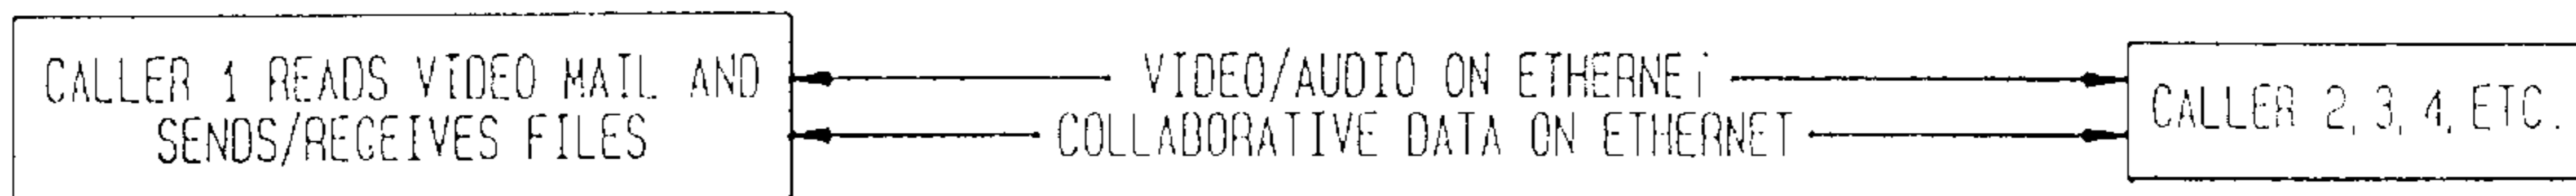 CALLER 1 READS VIDEO MAIL AND
SENDS/RECEIVES FILES
VIDEO/AUDIO ON ETHERNET
COLLABORATIVE DATA ON ETHERNET
CALLER 2, 3, 4, ETC.